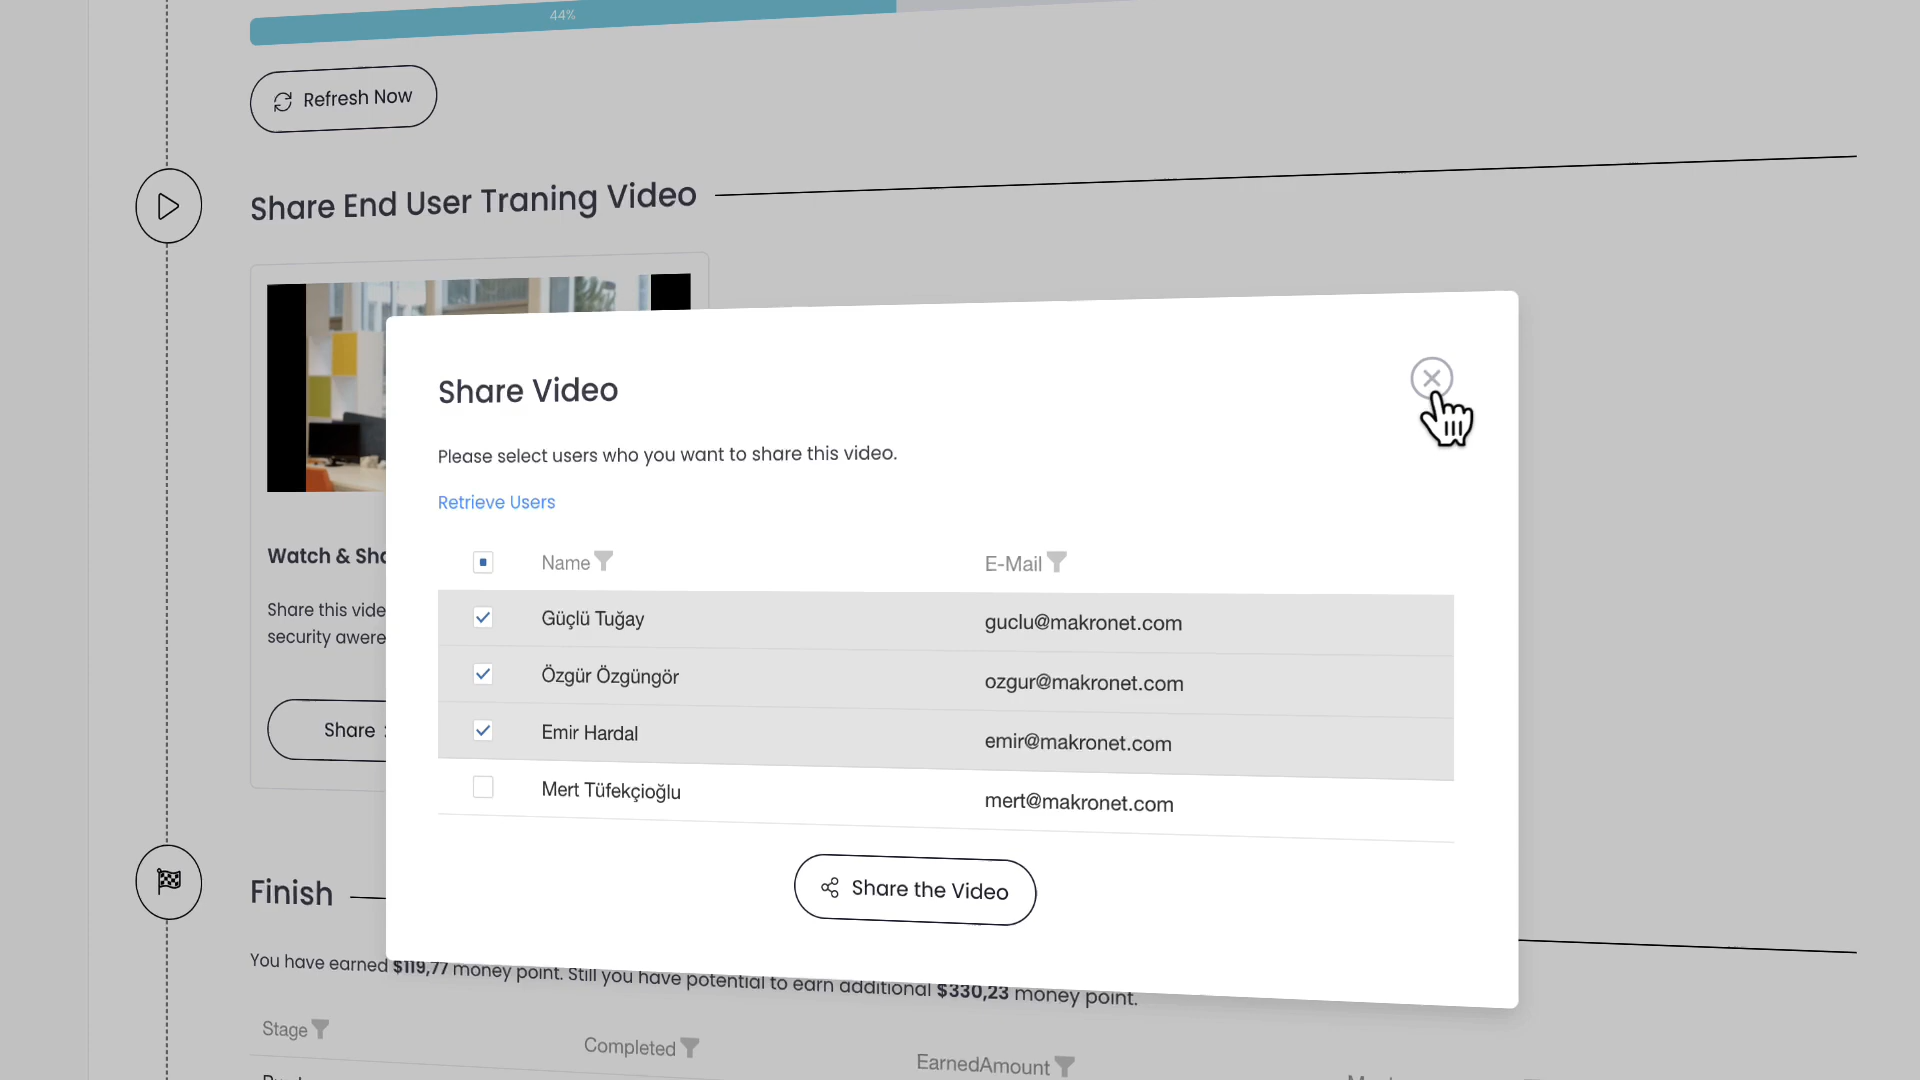 44%
Refresh Now
Share End User Traning Video
Share Video
Please select users who you want to share this video.
Retrieve Users
Name E-Mail
Güçlü Tuğay guclu@makronet.com
Özgür Özgüngör ozgur@makronet.com
Emir Hardal emir@makronet.com
Mert Tüfekçioğlu mert@makronet.com
Share the Video
Watch &
Share this
security
Share
Finish
You have earned $119,77 money point. Still you have potential to earn additional $330,23 money point.
Stage Completed EarnedAmount